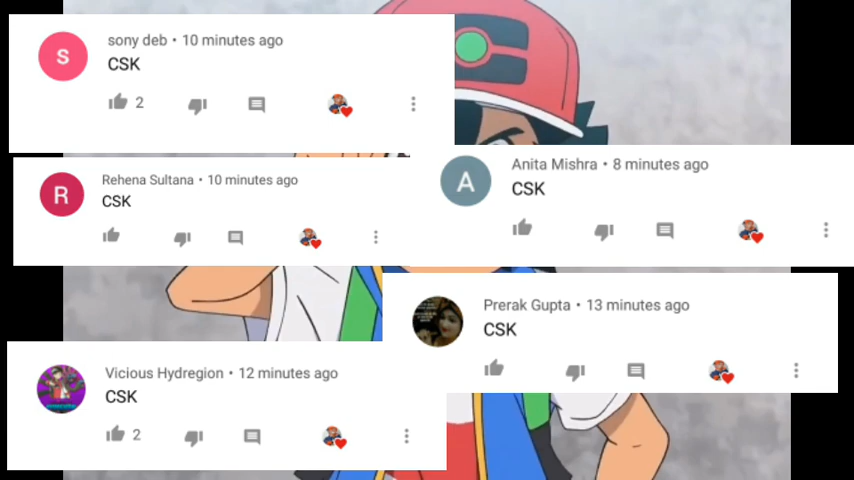 sony deb • 10 minutes ago
CSK
2
Rehena Sultana • 10 minutes ago
CSK
Anita Mishra • 8 minutes ago
CSK
Prerak Gupta • 13 minutes ago
CSK
Vicious Hydregion • 12 minutes ago
CSK
2
S
R
A